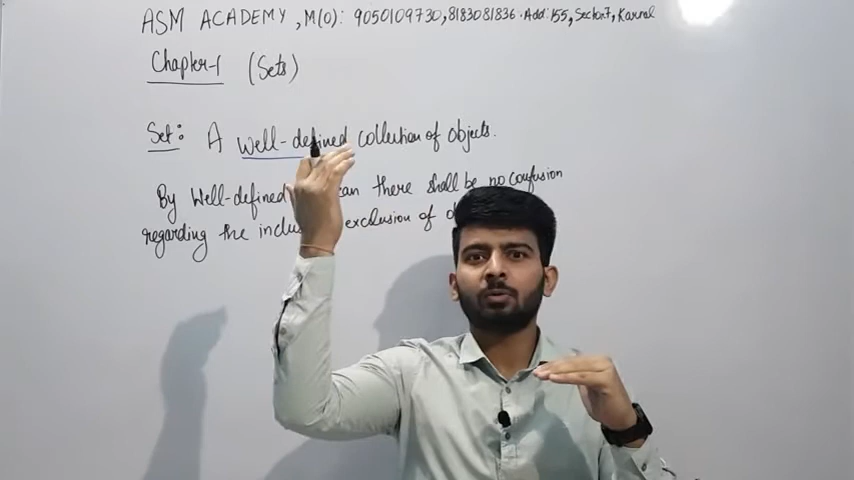 ASM ACADEMY, M(O): 9050109730, 8183081836. Add: 155, Sector 7, Karnal
Chapter-1 (Sets)
Set: A well-defined collection of objects.
By Well-defined can there shall be no confusion
regarding the exclusion of